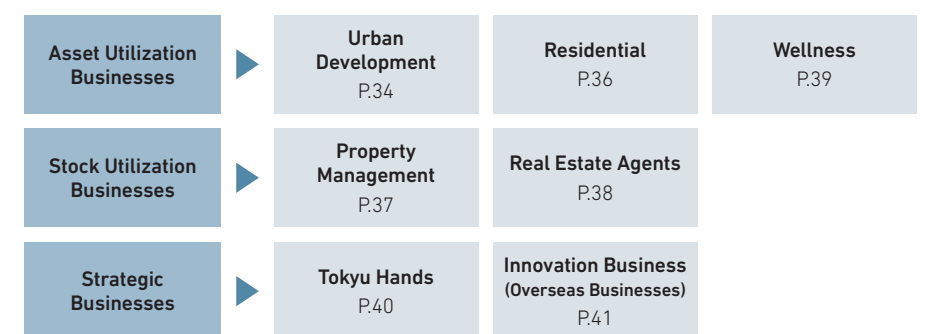 Asset Utilization
Businesses
Urban
Development
P.34
Residential
P.36
Wellness
P.39
Stock Utilization
Businesses
Property
Management
P.37
Real Estate Agents
P.38
Strategic
Businesses
Tokyu Hands
P.40
Innovation Business
(Overseas Businesses)
P.41